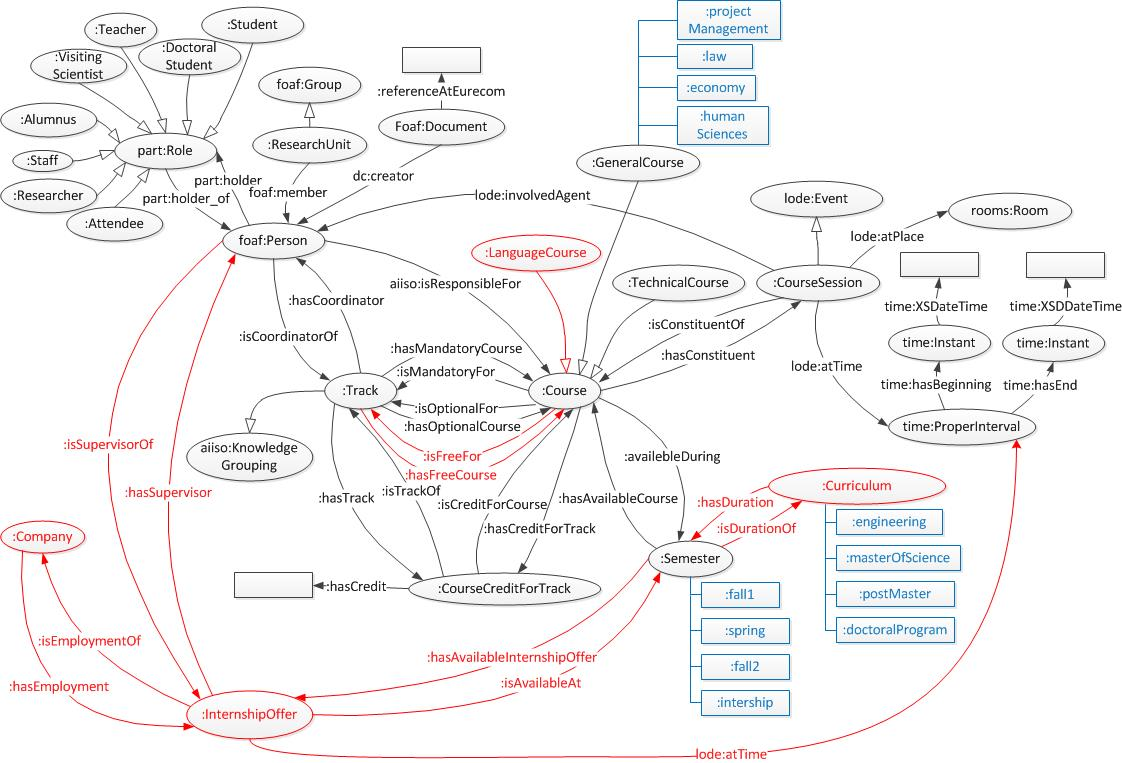 :project
Management
:Student
:Teacher
:Doctoral
Student
:law
:Visiting
Scientist
foaf:Group
:referenceAtEurecom
:economy
:Alumnus
Foaf:Document
:human
Sciences
part:Role
:ResearchUnit
:Staff
:GeneralCourse
dc:creator
part:holder
foaf:member
:Researcher
part:holder_of
lode:involvedAgent
lode:Event
rooms:Room
:Attendee
lode:atPlace
foaf:Person
:LanguageCourse
aiiso:isResponsibleFor
:TechnicalCourse
:CourseSession
:hasCoordinator
time:XSDateTime
time:XSDDateTime
:isConstituentOf
:isCoordinatorOf
time:Instant
time:Instant
:hasMandatoryCourse
:hasConstituent
:isMandatoryFor
lode:atTime
time:hasBeginning
time:hasEnd
:Track
:Course
:isOptionalFor
:hasOptionalCourse
time:ProperInterval
:isSupervisorOf
aiiso:Knowledge
Grouping
:isFreeFor
:availebleDuring
:hasFreeCourse
:hasSupervisor
:hasTrack
:isTrackOf
:hasAvailableCourse
:hasDuration
:Curriculum
:isCreditForCourse
:hasCreditForTrack
:isDurationOf
:engineering
:Company
:Semester
:masterOfScience
:hasCredit
:CourseCreditForTrack
:fall1
:postMaster
:isEmploymentOf
:spring
:doctoralProgram
:hasAvailableInternshipOffer
:fall2
:hasEmployment
:isAvailableAt
:intership
:InternshipOffer
lode:atTime